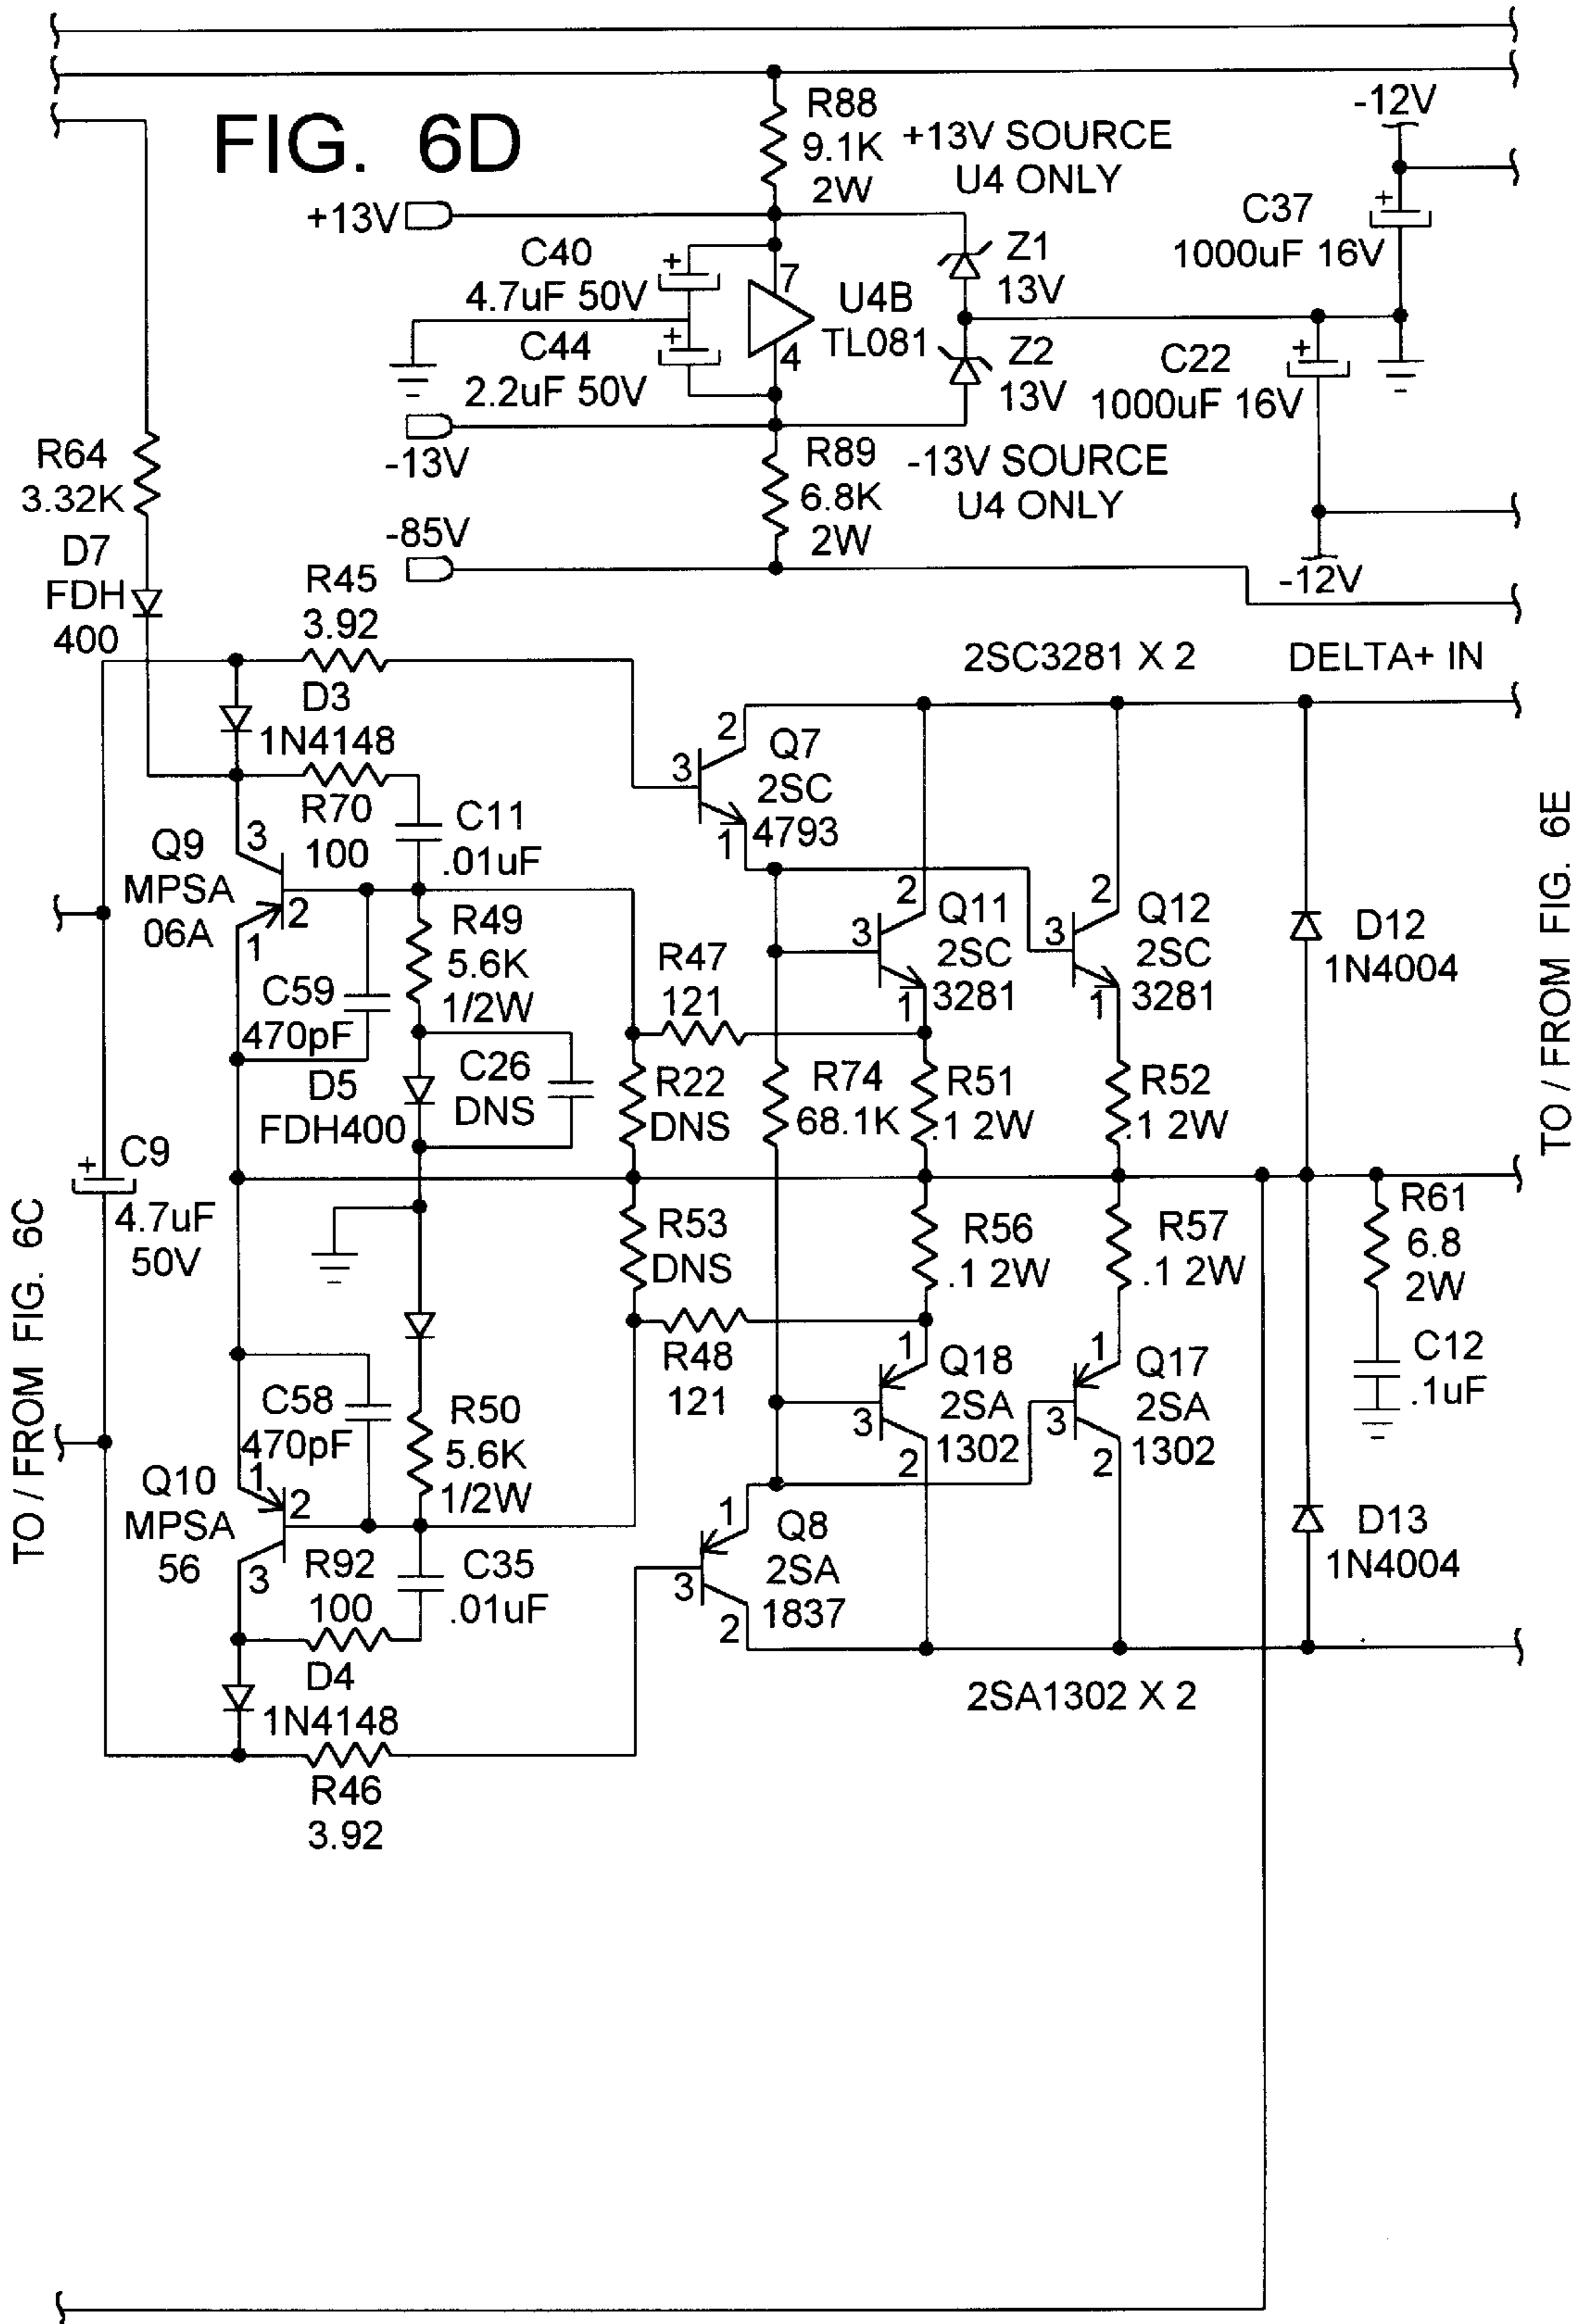 FIG. 6D
R88
9.1K
2W
+13V SOURCE
U4 ONLY
-12V
+13V
C40
4.7uF 50V
+
7
U4B
TL081
Z1
13V
C37
1000uF 16V
+
C44
2.2uF 50V
+
4
Z2
13V
C22
1000uF 16V
+
-13V
R89
6.8K
2W
-13V SOURCE
U4 ONLY
-12V
R64
3.32K
-85V
D7
FDH
400
R45
3.92
2SC3281 X 2
DELTA+ IN
D3
1N4148
2
3
1
Q7
2SC
4793
R70
100
C11
.01uF
3
Q9
MPSA
06A
2
1
R49
5.6K
1/2W
C59
470pF
R47
121
2
3
1
Q11
2SC
3281
2
3
1
Q12
2SC
3281
D12
1N4004
TO / FROM FIG. 6E
D5
FDH400
C26
DNS
R22
DNS
R74
68.1K
R51
.1 2W
R52
.1 2W
+
C9
4.7uF
50V
TO / FROM FIG. 6C
R53
DNS
R56
.1 2W
R57
.1 2W
R61
6.8
2W
C12
.1uF
R48
121
1
3
2
Q18
2SA
1302
1
3
2
Q17
2SA
1302
C58
470pF
R50
5.6K
1/2W
Q10
MPSA
56
1
2
3
R92
100
C35
.01uF
1
3
2
Q8
2SA
1837
D13
1N4004
D4
1N4148
2SA1302 X 2
R46
3.92